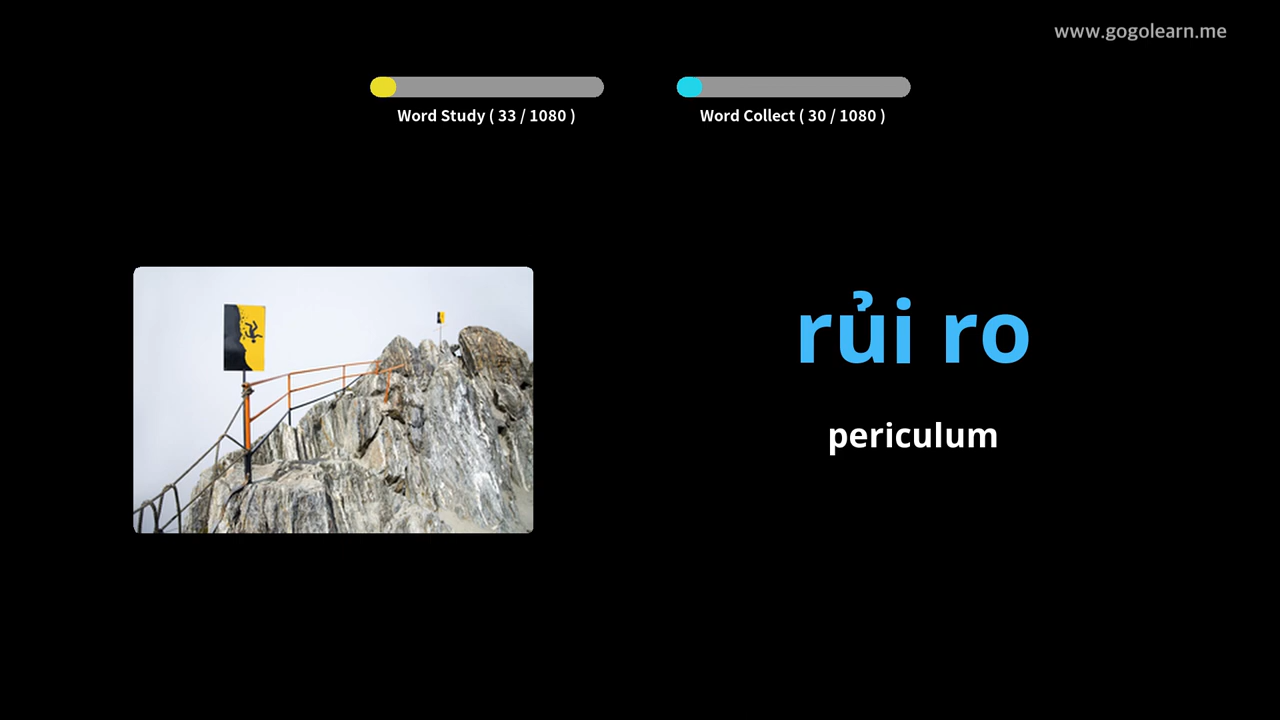 www.gogolearn.me
Word Study ( 33 / 1080 )
Word Collect ( 30 / 1080 )
rủi ro
periculum